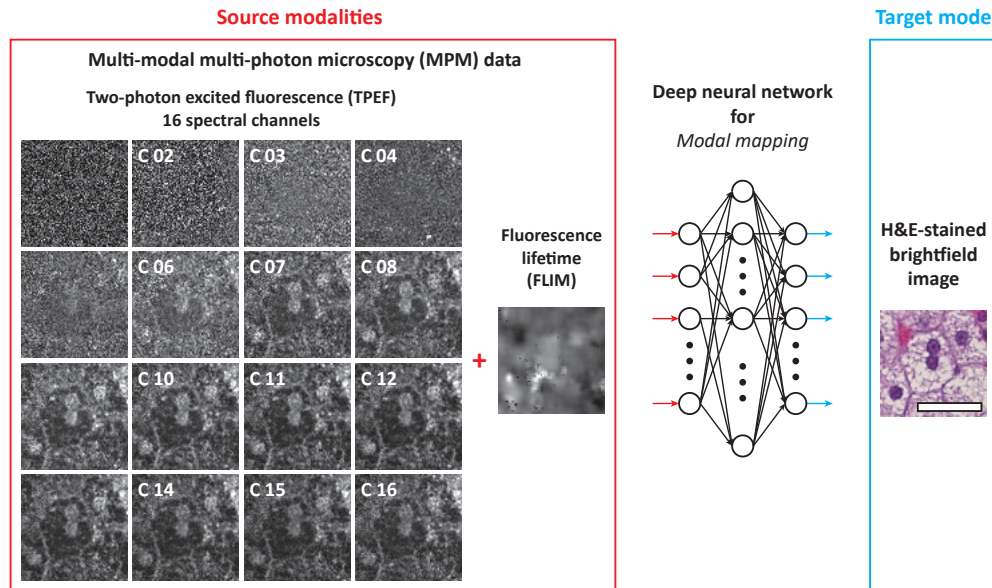 Source modalities
Target mode
Multi-modal multi-photon microscopy (MPM) data
Two-photon excited fluorescence (TPEF)
16 spectral channels
C 02
C 03
C 04
C 06
C 07
C 08
C 10
C 11
C 12
C 14
C 15
C 16
+
Fluorescence
lifetime
(FLIM)
Deep neural network
for
Modal mapping
H&E-stained
brightfield
image